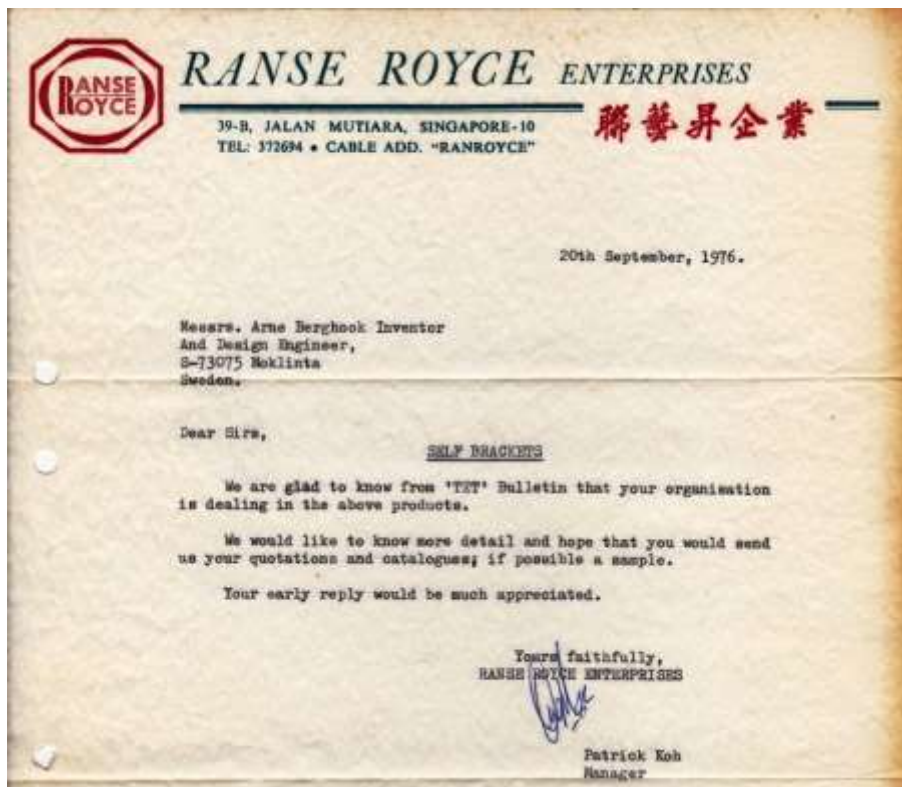 RANSE
ROYCE
RANSE ROYCE ENTERPRISES
39-B, JALAN MUTIARA, SINGAPORE-10
TEL: 372694 • CABLE ADD. "RANROYCE"
聯藝昇企業
20th September, 1976.
Messrs. Arne Berghook Inventor
And Design Engineer,
S-73075 Moklinta
Sweden.
Dear Sirs,
SELF BRACKETS
We are glad to know from 'TET' Bulletin that your organisation
is dealing in the above products.
We would like to know more detail and hope that you would send
us your quotations and catalogues; if possible a sample.
Your early reply would be much appreciated.
Yours faithfully,
RANSE ROYCE ENTERPRISES
Patrick Koh
Manager